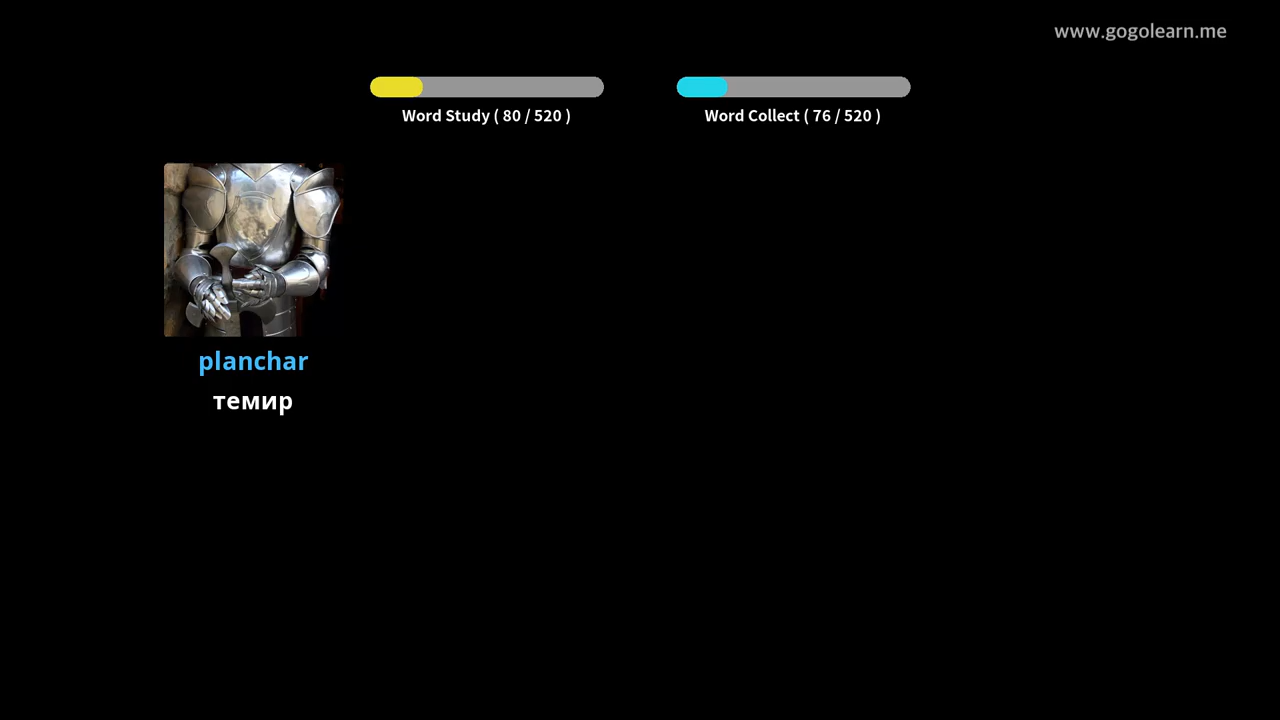 www.gogolearn.me
Word Study ( 80 / 520 )
Word Collect ( 76 / 520 )
planchar
темир